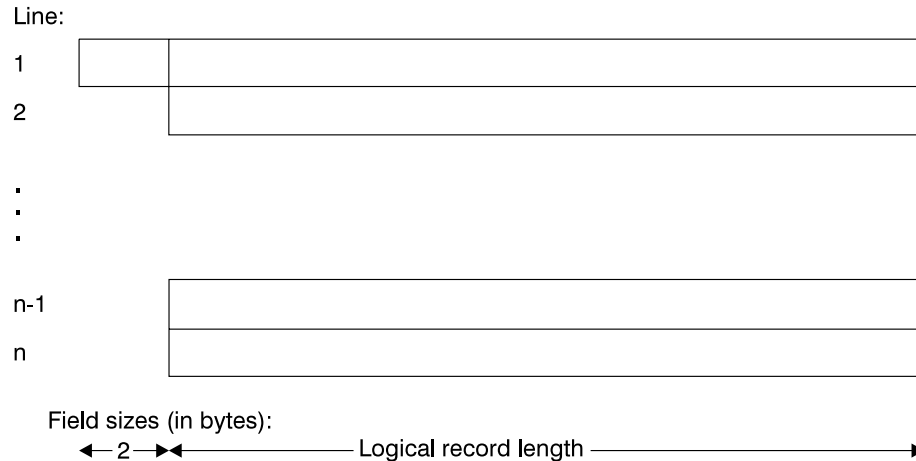 Line:
1
2
.
.
.
n-1
n
Field sizes (in bytes):
2 Logical record length